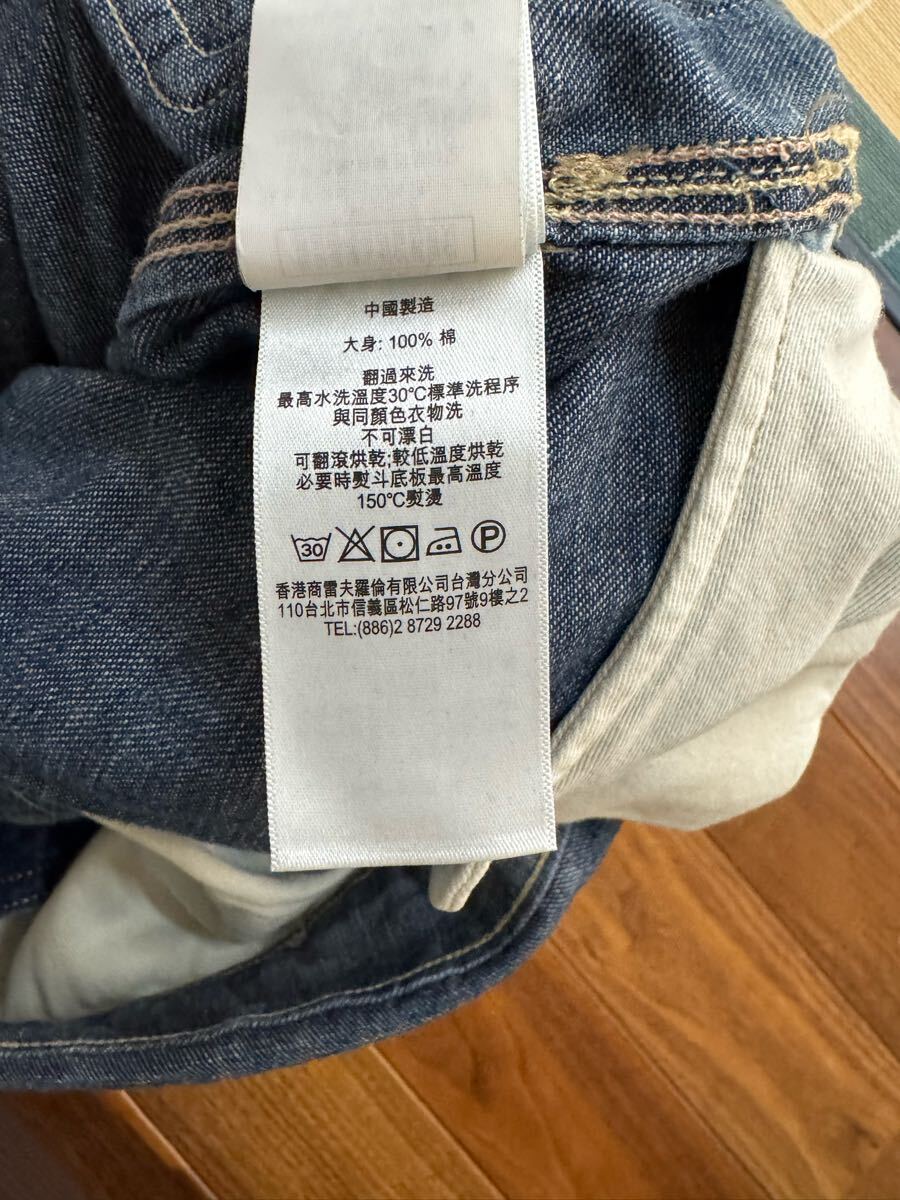 中國製造
大身: 100% 棉
翻過來洗
最高水洗溫度30℃標準洗程序
與同顏色衣物洗
不可漂白
可翻滾烘乾;較低溫度烘乾
必要時熨斗底板最高溫度
150℃熨燙
30 P
香港商雷夫羅倫有限公司台灣分公司
110台北市信義區松仁路97號9樓之2
TEL:(886)2 8729 2288